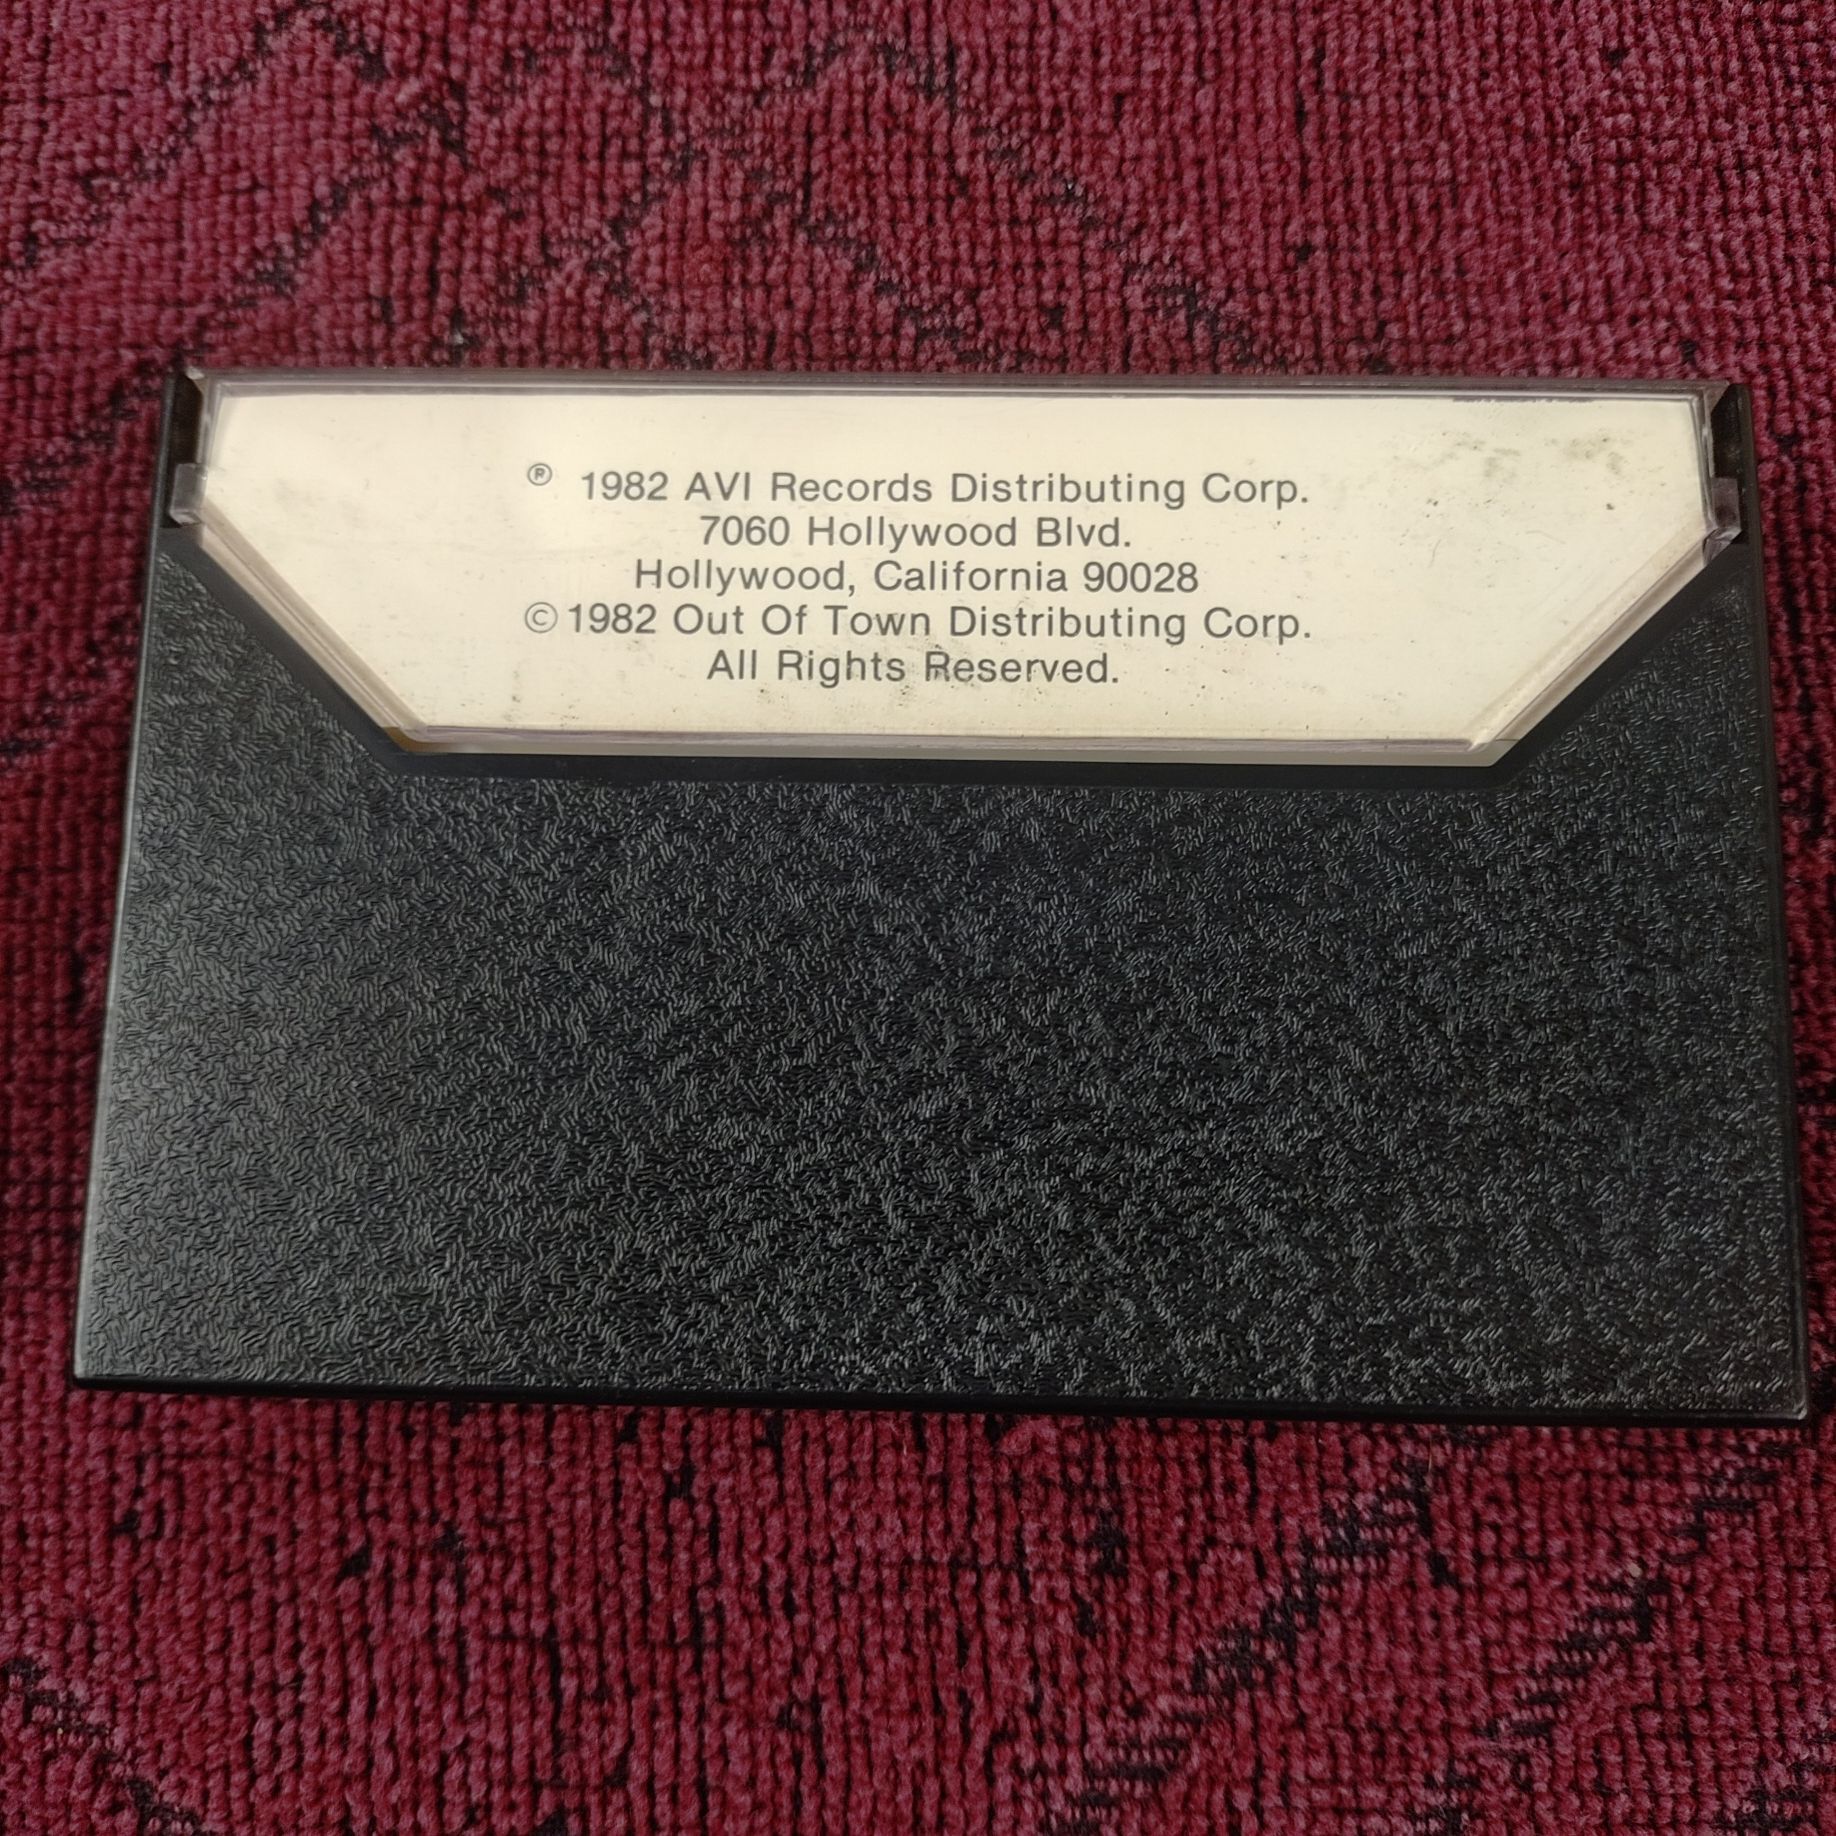 ® 1982 AVI Records Distributing Corp.
7060 Hollywood Blvd.
Hollywood, California 90028
© 1982 Out Of Town Distributing Corp.
All Rights Reserved.